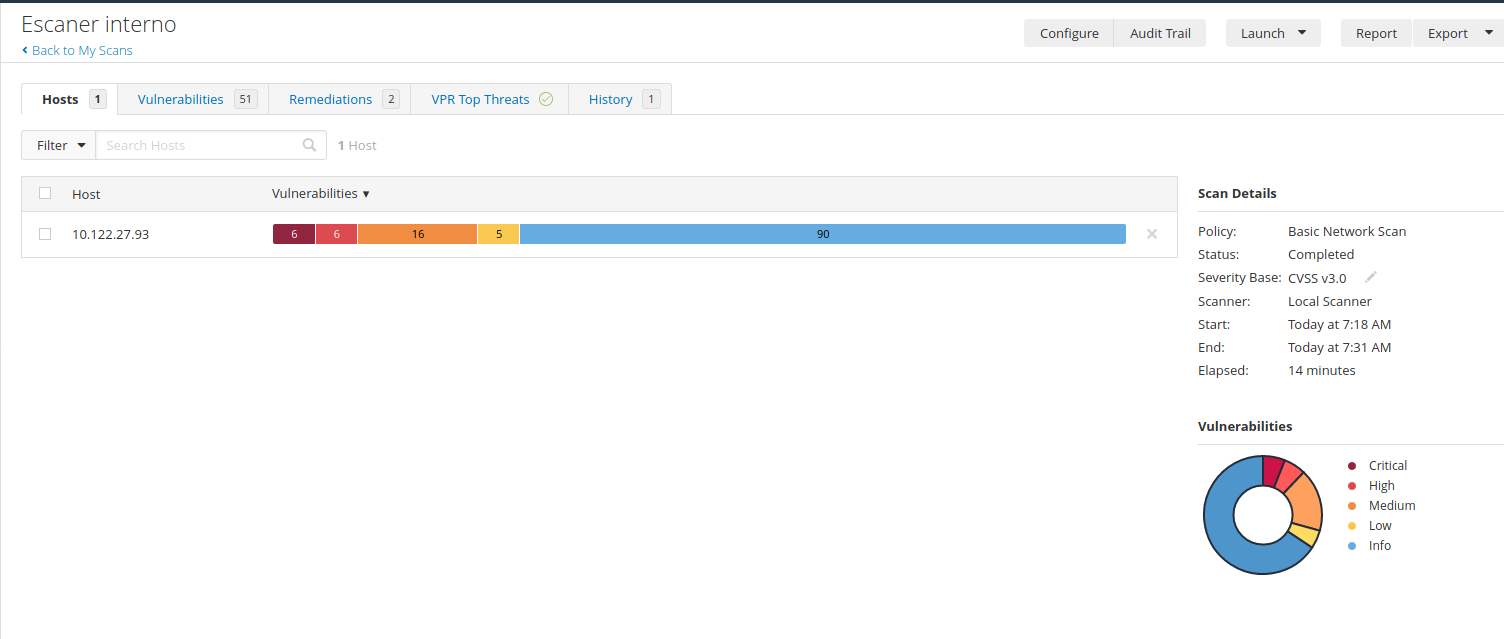 Escaner interno
Back to My Scans
Configure Audit Trail Launch Report Export
Hosts 1 Vulnerabilities 51 Remediations 2 VPR Top Threats History 1
Filter Search Hosts 1 Host
Host Vulnerabilities
10.122.27.93 6 6 16 5 90
Scan Details
Policy: Basic Network Scan
Status: Completed
Severity Base: CVSS v3.0
Scanner: Local Scanner
Start: Today at 7:18 AM
End: Today at 7:31 AM
Elapsed: 14 minutes
Vulnerabilities
Critical
High
Medium
Low
Info